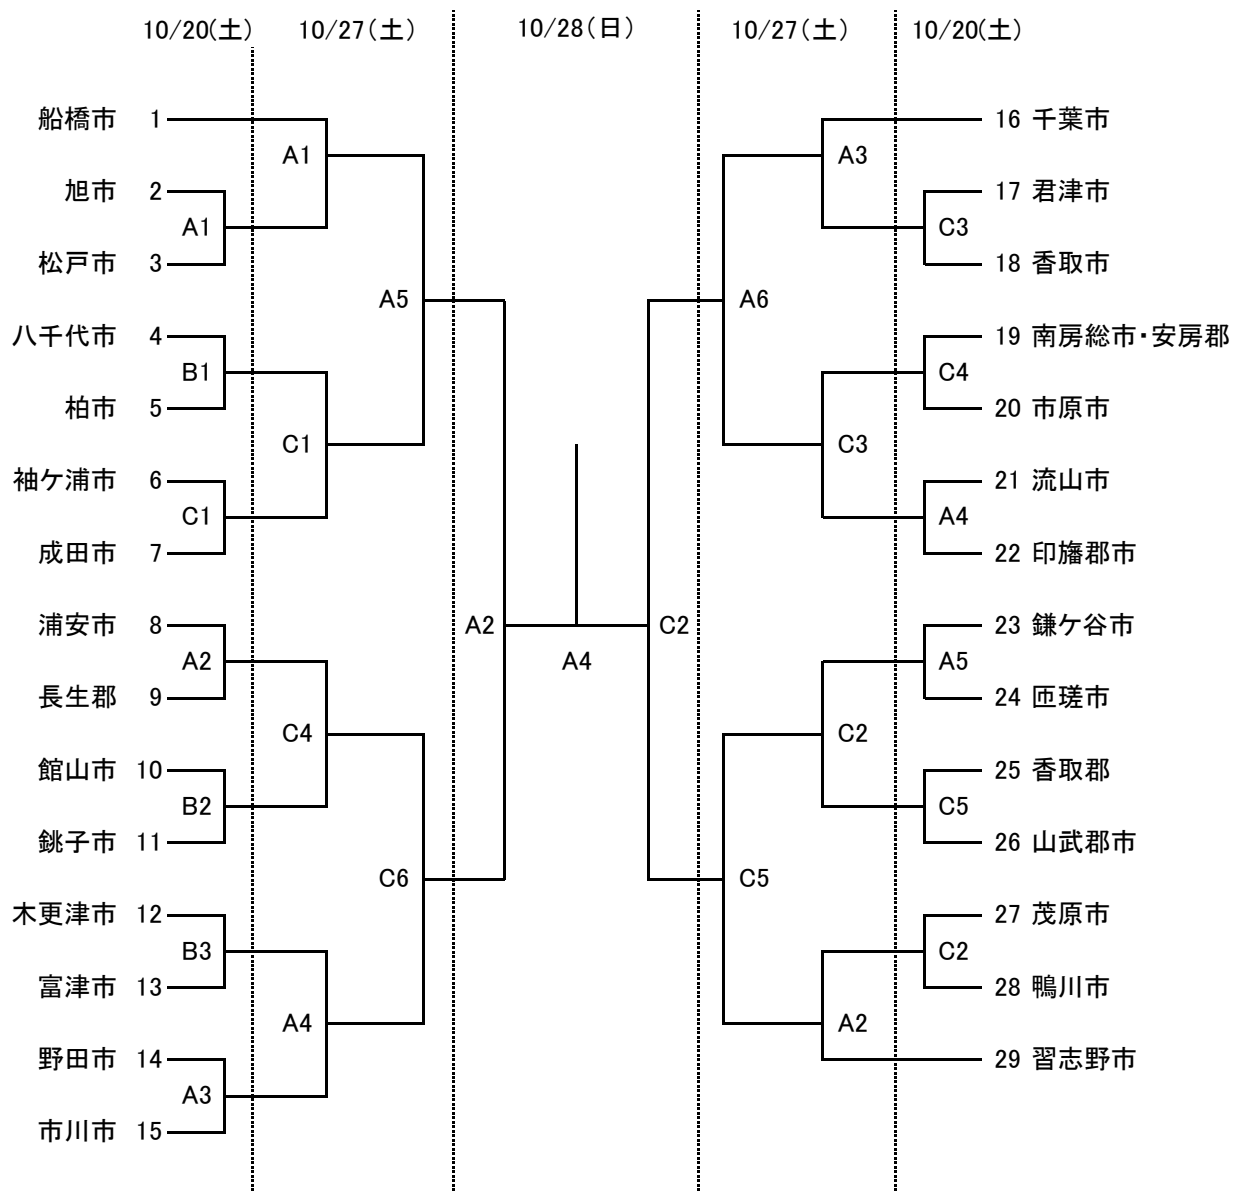 10/20(土) 10/27(土) 10/28(日) 10/27(土) 10/20(土)
船橋市 1 16 千葉市
A1 A3
旭市 2 17 君津市
A1 C3
松戸市 3 18 香取市
A5 A6
八千代市 4 19 南房総市・安房郡
B1 C4
柏市 5 20 市原市
C1 C3
袖ケ浦市 6 21 流山市
C1 A4
成田市 7 22 印旛郡市
浦安市 8 A2 C2 23 鎌ケ谷市
A2 A4 A5
長生郡 9 24 匝瑳市
C4 C2
館山市 10 25 香取郡
B2 C5
銚子市 11 26 山武郡市
C6 C5
木更津市 12 27 茂原市
B3 C2
富津市 13 28 鴨川市
A4 A2
野田市 14 29 習志野市
A3
市川市 15